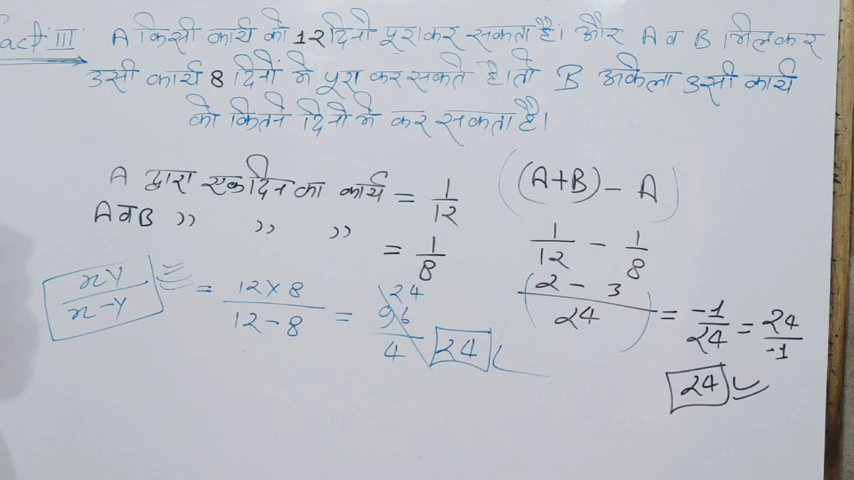 Part III A किसी कार्य को 12 दिनो पूरा कर सकता है। और A व B मिलकर
उसी कार्य 8 दिनों मे पूरा कर सकते है। तो B अकेला उसी कार्य
को कितने दिनो मे कर सकता है।
A द्वारा एकदिन का कार्य = 1/12
A व B " " " = 1/8
(A+B) - A
1/12 - 1/8
2 - 3 / 24 = -1/24 = 24/-1
24
xy / x-y = 12×8 / 12-8 = 96/4 24 24